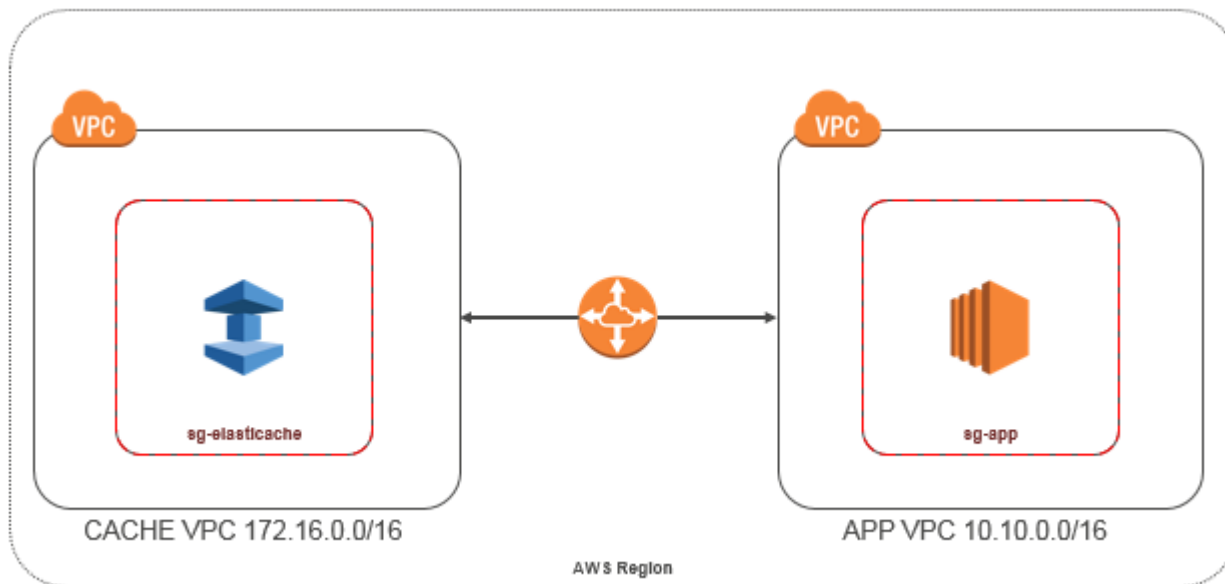 VPC
VPC
sg-elasticache
sg-app
CACHE VPC 172.16.0.0/16
APP VPC 10.10.0.0/16
AWS Region